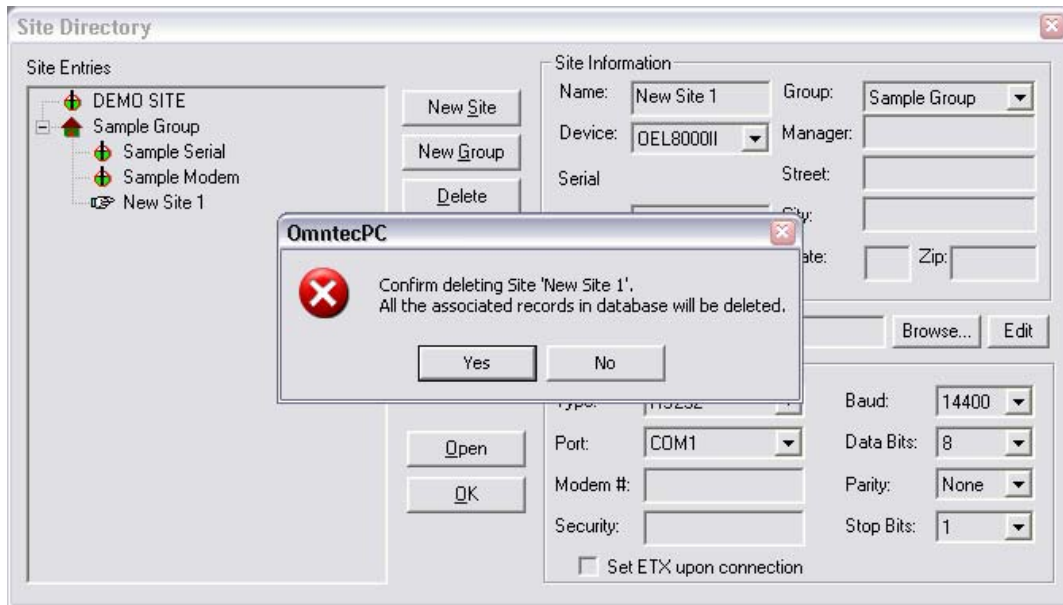 Site Directory
Site Entries
DEMO SITE
Sample Group
Sample Serial
Sample Modem
New Site 1
New Site
New Group
Delete
Open
OK
Site Information
Name: New Site 1 Group: Sample Group
Device: OEL8000II Manager:
Serial Street:
Zip:
Browse... Edit
OmntecPC
Confirm deleting Site 'New Site 1'.
All the associated records in database will be deleted.
Yes No
Baud: 14400
Port: COM1 Data Bits: 8
Modem #: Parity: None
Security: Stop Bits: 1
Set ETX upon connection